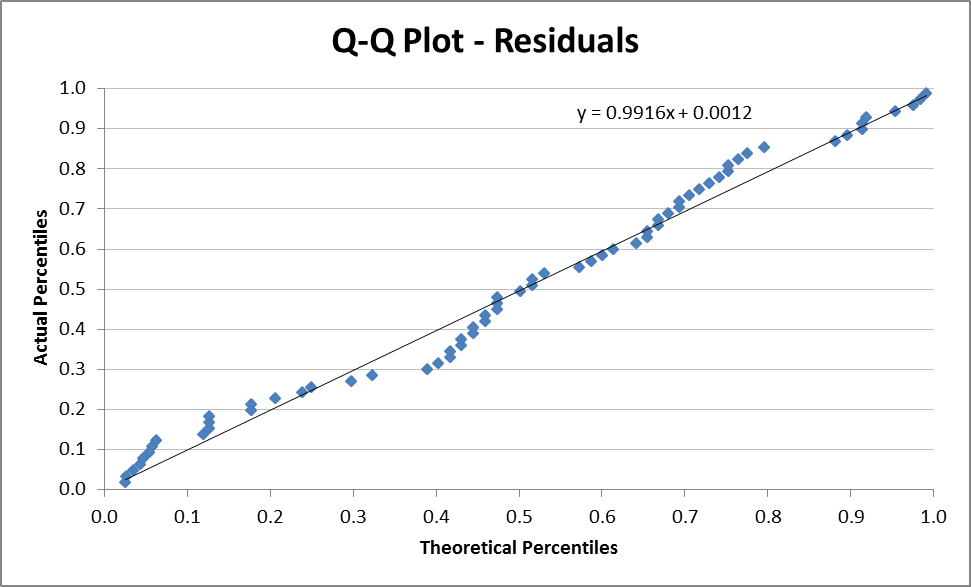 Q-Q Plot - Residuals
y = 0.9916x + 0.0012
1.0
0.9
0.8
0.7
0.6
0.5
0.4
0.3
0.2
0.1
0.0
Actual Percentiles
0.0 0.1 0.2 0.3 0.4 0.5 0.6 0.7 0.8 0.9 1.0
Theoretical Percentiles